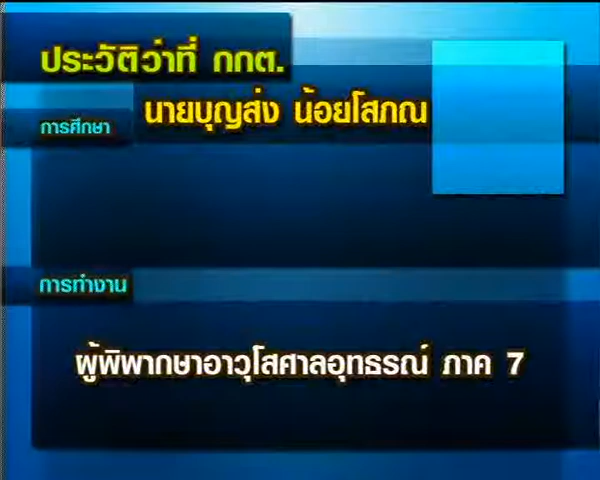 ประวัติว่าที่ กกต.
นายบุญส่ง น้อยโสภณ
การศึกษา
การทำงาน
ผู้พิพากษาอาวุโสศาลอุทธรณ์ ภาค 7